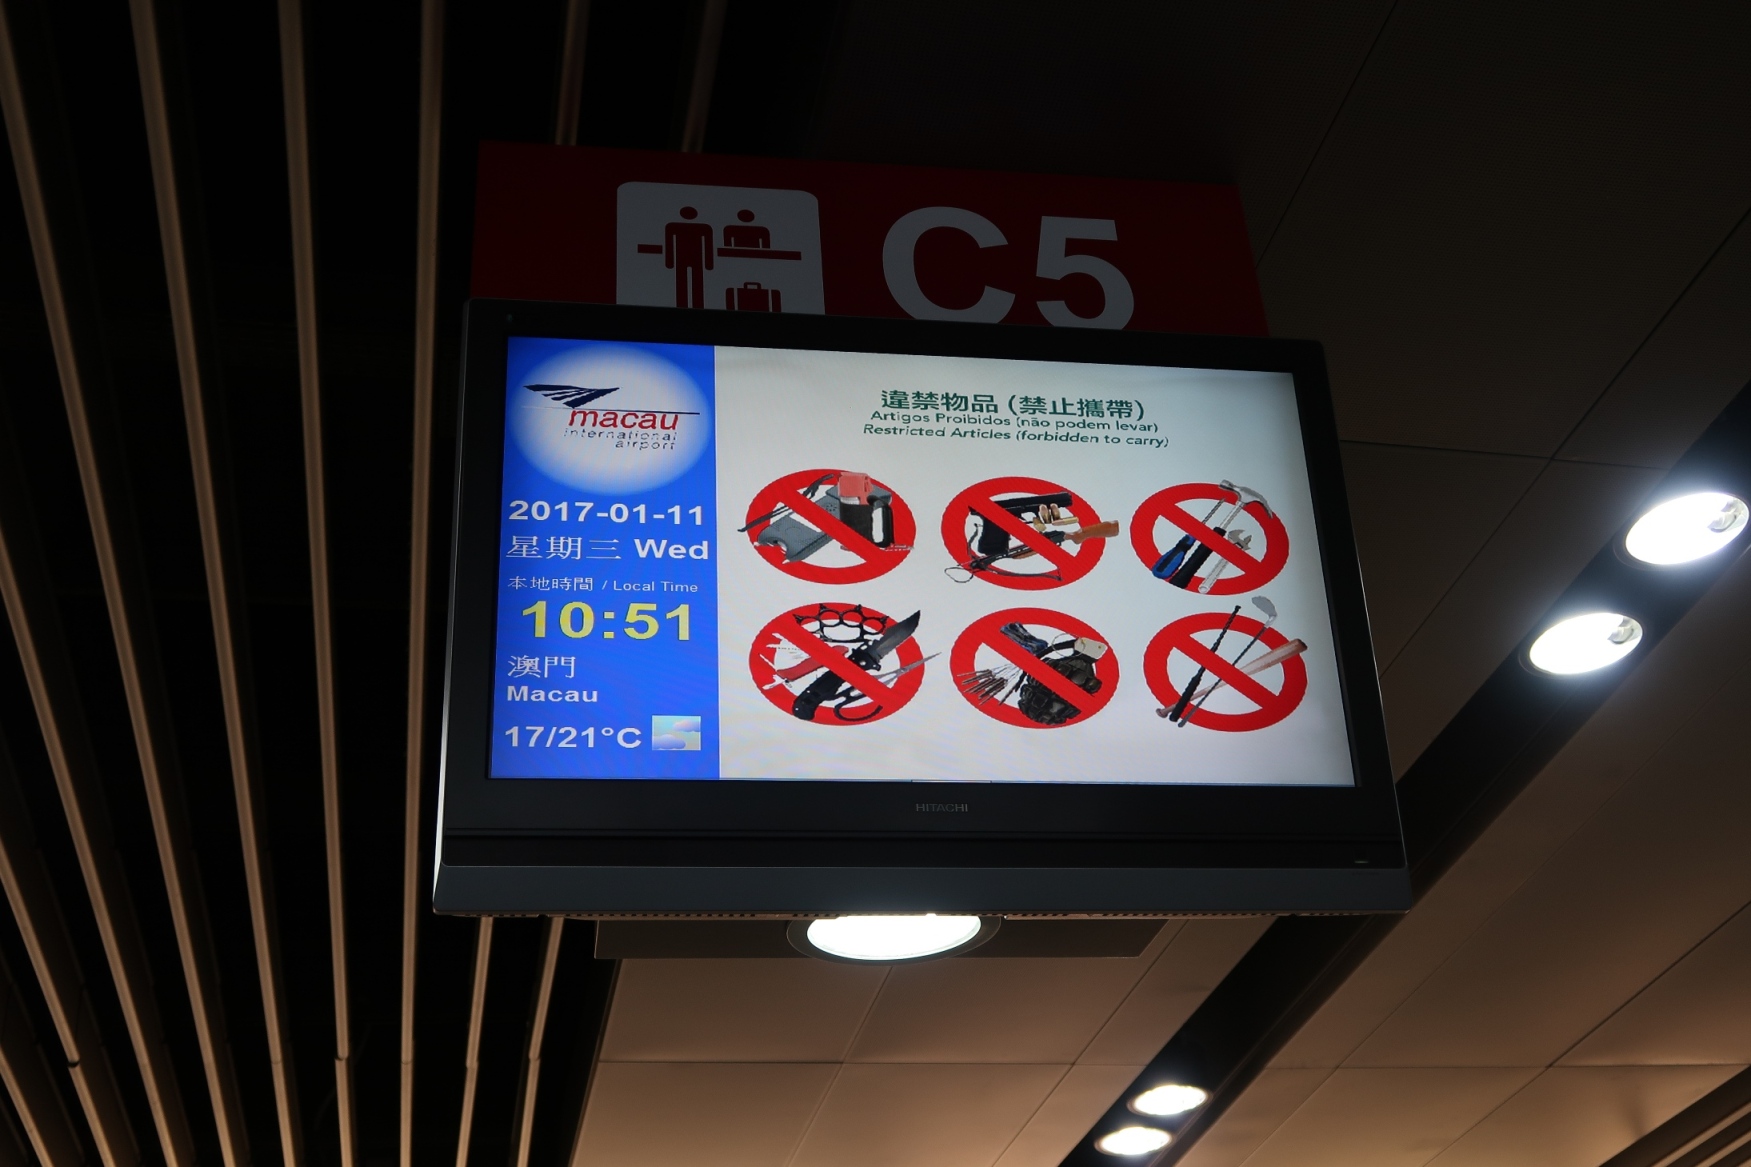 C5
macau
international
airport
2017-01-11
星期三 Wed
本地時間 / Local Time
10:51
澳門
Macau
17/21°C
違禁物品 (禁止攜帶)
Artigos Proibidos (não podem levar)
Restricted Articles (forbidden to carry)
HITACHI